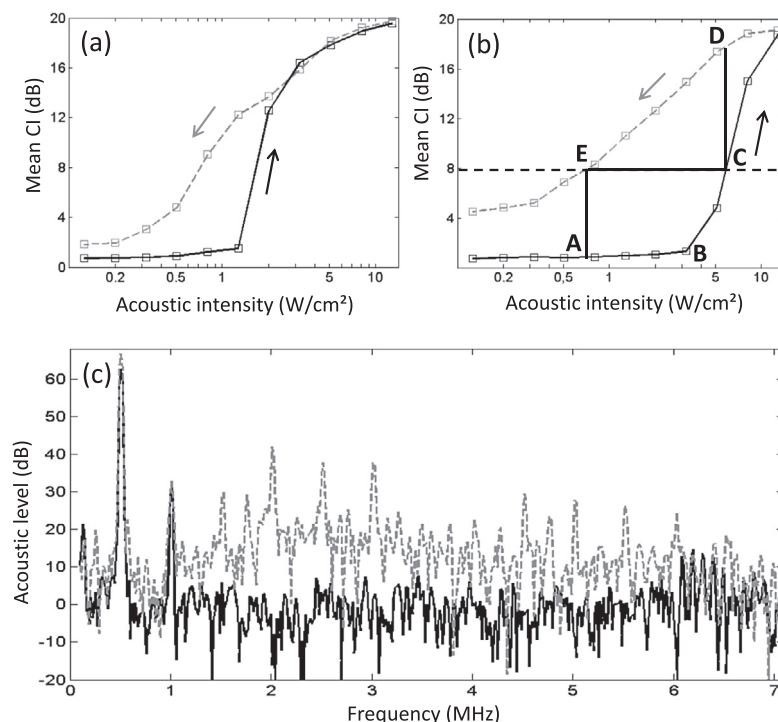 (a)
Mean CI (dB)
20
16
12
8
4
0
0.2
0.5
1
2
5
10
Acoustic intensity (W/cm²)
(b)
Mean CI (dB)
20
16
12
8
4
0.2
0,5
1
5
10
Acoustic intensity (W/cm²)
A
B
C
D
E
(c)
Acoustic level (dB)
60
50
40
30
20
10
0
-10
-20
0
1
2
3
4
5
6
7
Frequency (MHz)